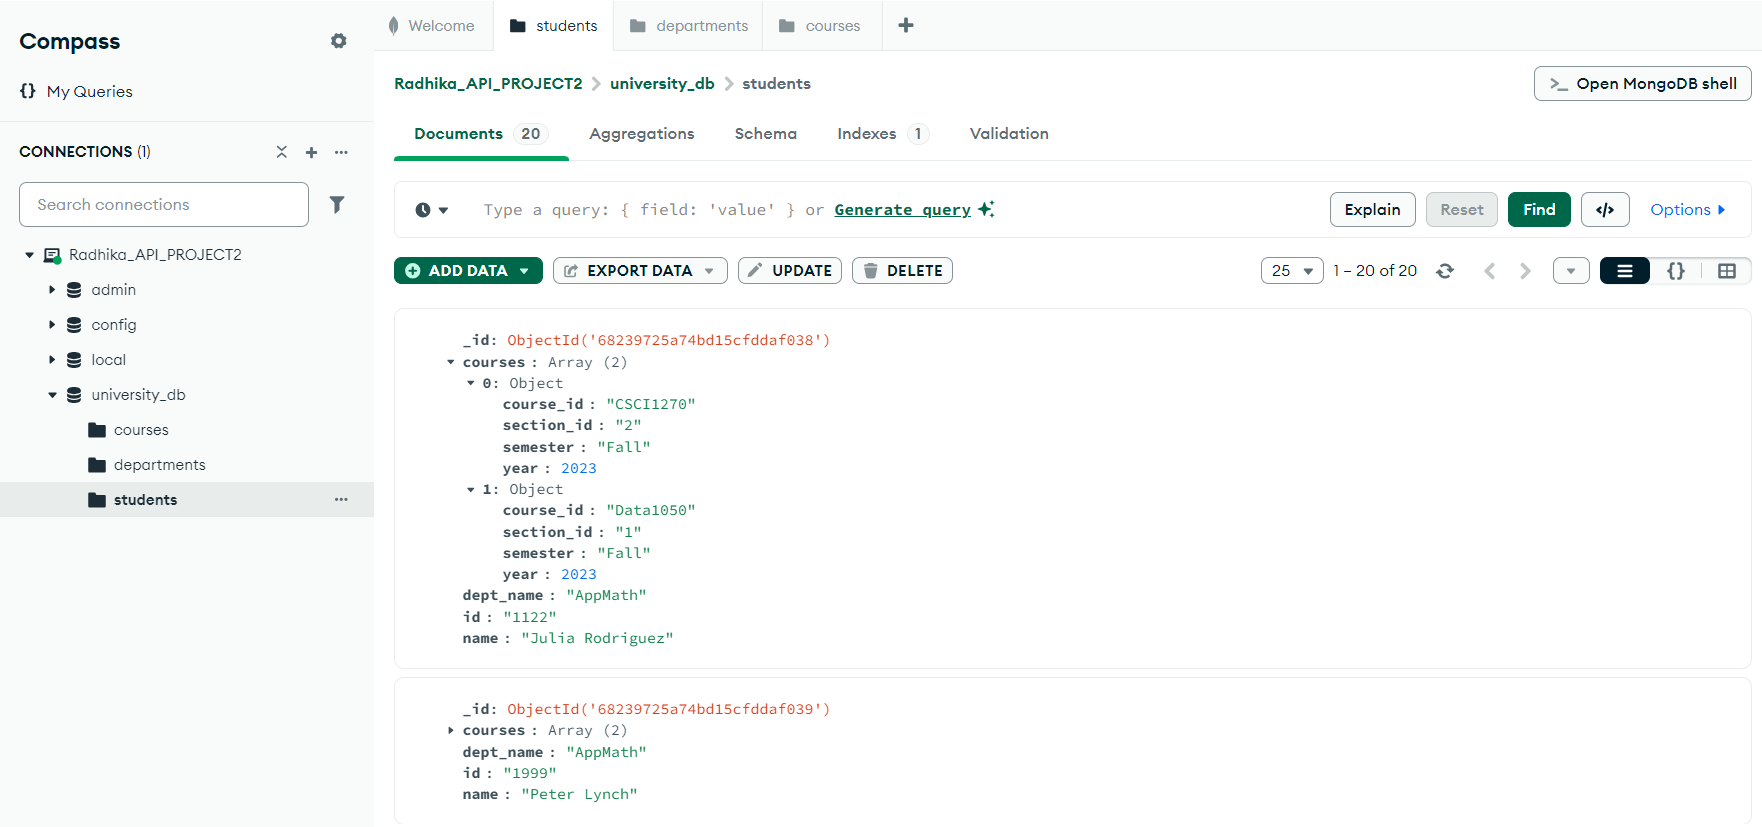 Compass
My Queries
CONNECTIONS (1)
Search connections
Radhika_API_PROJECT2
admin
config
local
university_db
courses
departments
students
Welcome
students
departments
courses
Radhika_API_PROJECT2 > university_db > students
>_ Open MongoDB shell
Documents 20 Aggregations Schema Indexes 1 Validation
Type a query: { field: 'value' } or Generate query
Explain Reset Find </> Options
ADD DATA EXPORT DATA UPDATE DELETE
25 1 – 20 of 20 {}
_id: ObjectId('68239725a74bd15cfddaf038')
courses : Array (2)
0: Object
course_id : "CSCI1270"
section_id : "2"
semester : "Fall"
year : 2023
1: Object
course_id : "Data1050"
section_id : "1"
semester : "Fall"
year : 2023
dept_name : "AppMath"
id : "1122"
name : "Julia Rodriguez"
_id: ObjectId('68239725a74bd15cfddaf039')
courses : Array (2)
dept_name : "AppMath"
id : "1999"
name : "Peter Lynch"